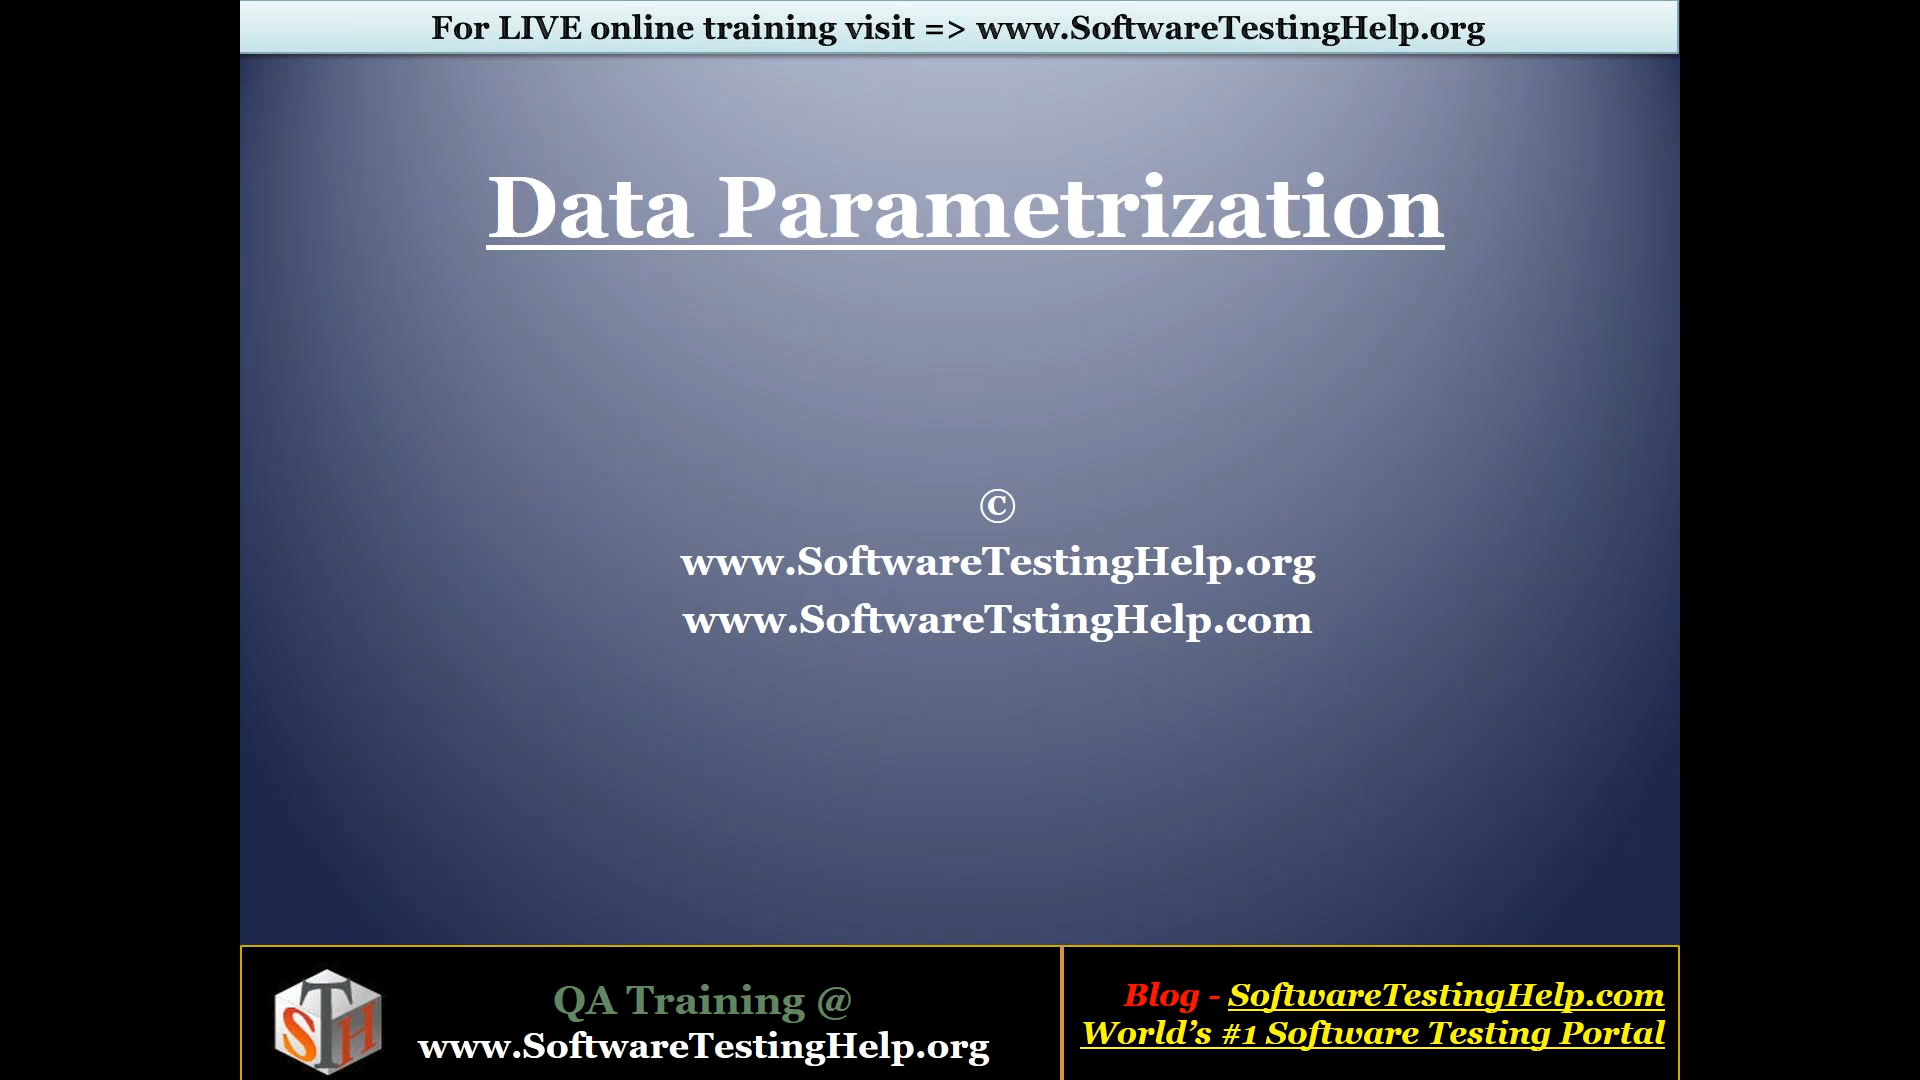 For LIVE online training visit => www.SoftwareTestingHelp.org
Data Parametrization
©
www.SoftwareTestingHelp.org
www.SoftwareTstingHelp.com
STH
QA Training @
www.SoftwareTestingHelp.org
Blog - SoftwareTestingHelp.com
World’s #1 Software Testing Portal